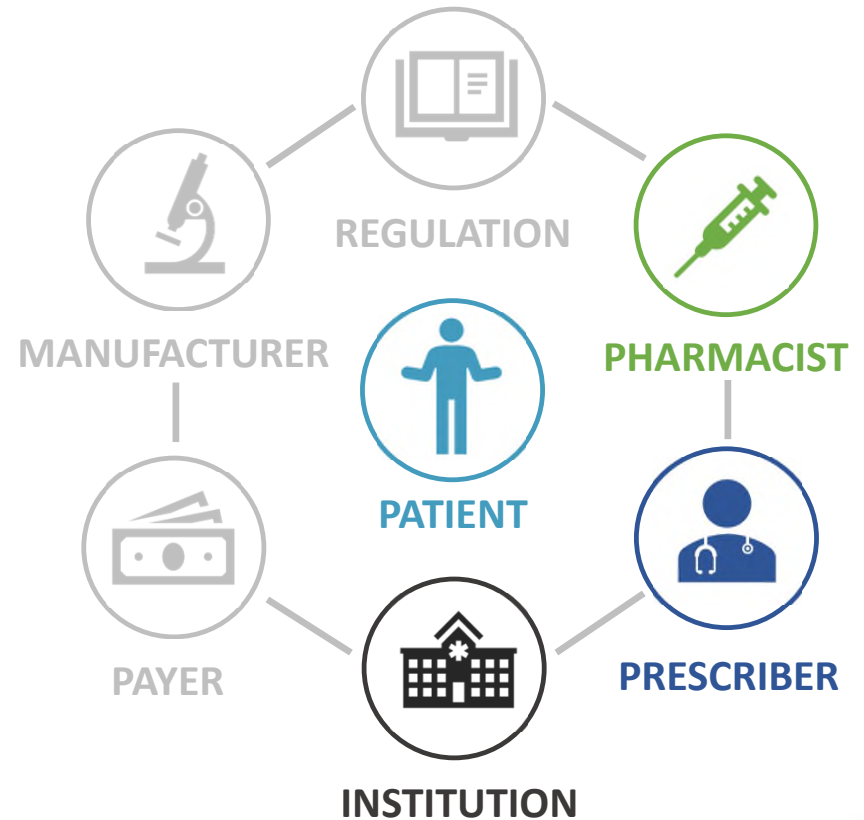 REGULATION
MANUFACTURER
PHARMACIST
PATIENT
PAYER
PRESCRIBER
INSTITUTION